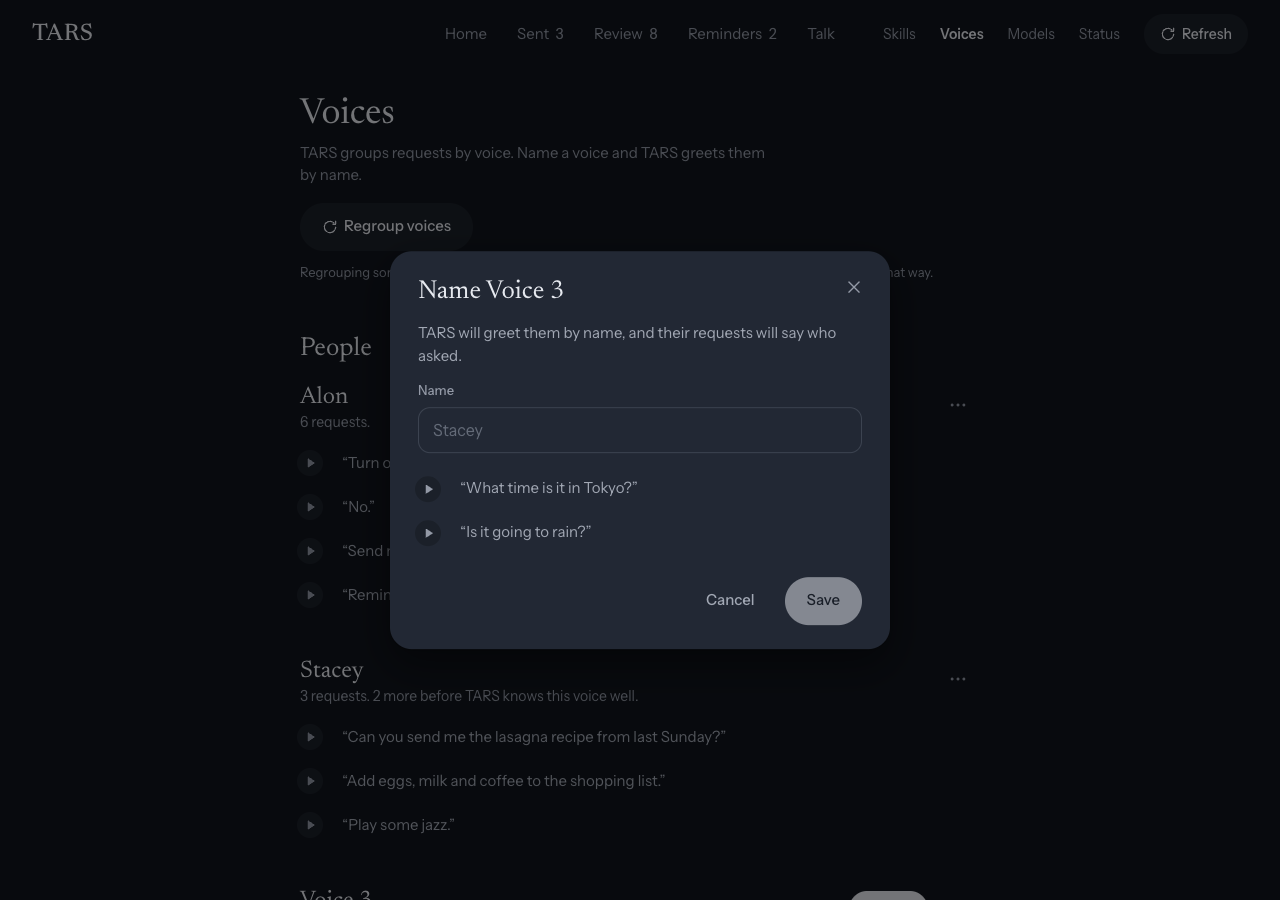 TARS
Home Sent 3 Review 8 Reminders 2 Talk Skills Voices Models Status Refresh
Voices
TARS groups requests by voice. Name a voice and TARS greets them
by name.
Regroup voices
Regrouping
way.
Name Voice 3
TARS will greet them by name, and their requests will say who
asked.
Name
Stacey
“What time is it in Tokyo?”
“Is it going to rain?”
Cancel Save
People
Alon
6 requests.
“Turn
“No.”
“Send
Stacey
3 requests. 2 more before TARS knows this voice well.
“Can you send me the lasagna recipe from last Sunday?”
“Add eggs, milk and coffee to the shopping list.”
“Play some jazz.”
Voice 3